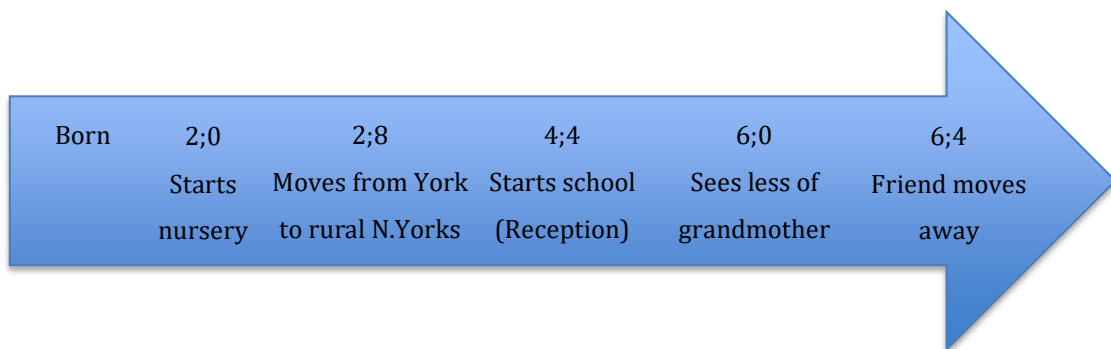 Born 2;0 2;8 4;4 6;0 6;4
Starts Moves from York Starts school Sees less of Friend moves
nursery to rural N.Yorks (Reception) grandmother away